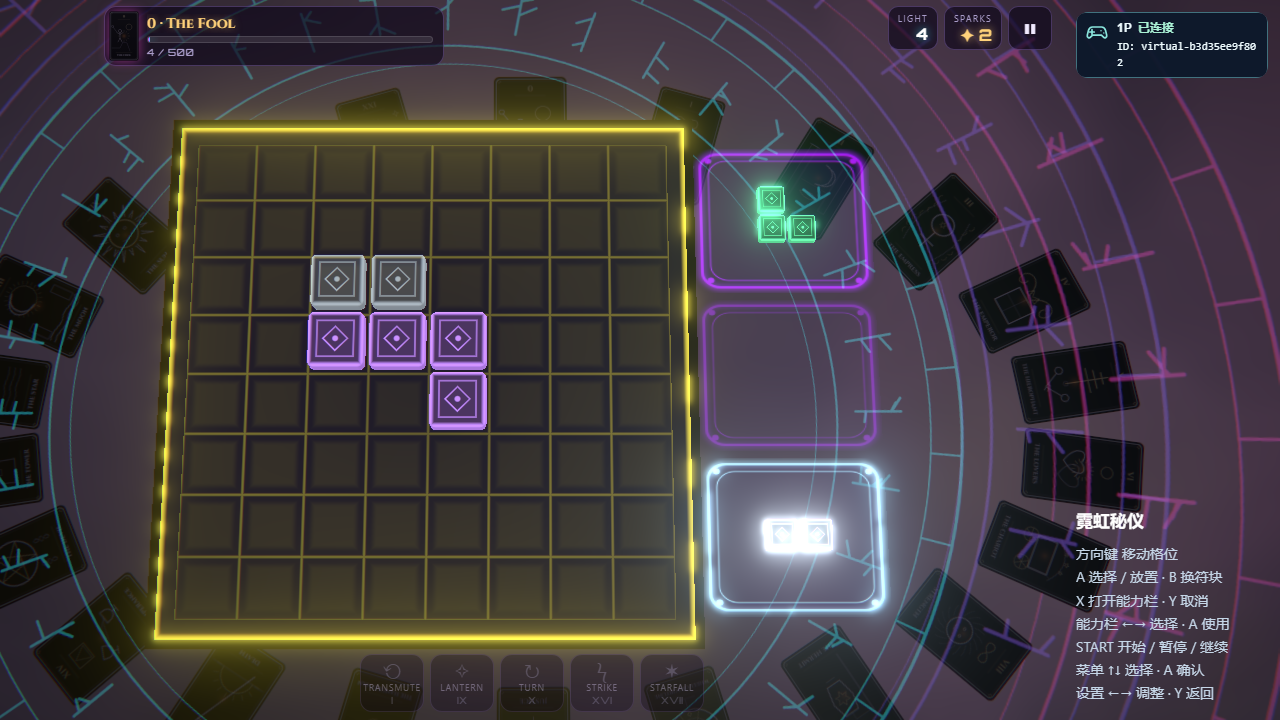 0 · The Fool
4 / 500
LIGHT
4
SPARKS
2
1P 已连接
ID: virtual-b3d35ee9f80
2
TRANSMUTE
I
LANTERN
IX
TURN
X
STRIKE
XVI
STARFALL
XVII
霓虹秘仪
方向键 移动格位
A 选择 / 放置 · B 换符块
X 打开能力栏 · Y 取消
能力栏 ←→ 选择 · A 使用
START 开始 / 暂停 / 继续
菜单 ↑↓ 选择 · A 确认
设置 ←→ 调整 · Y 返回